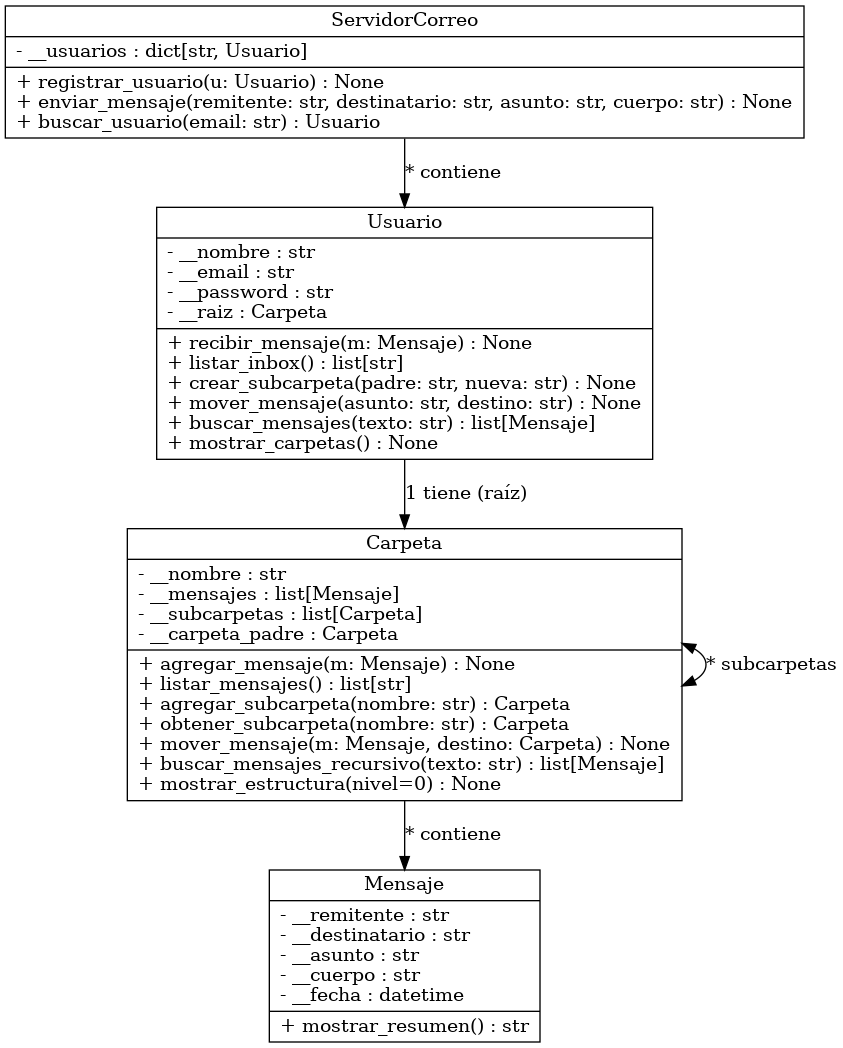 ServidorCorreo
- __usuarios : dict[str, Usuario]
+ registrar_usuario(u: Usuario) : None
+ enviar_mensaje(remitente: str, destinatario: str, asunto: str, cuerpo: str) : None
+ buscar_usuario(email: str) : Usuario
* contiene
Usuario
- __nombre : str
- __email : str
- __password : str
- __raiz : Carpeta
+ recibir_mensaje(m: Mensaje) : None
+ listar_inbox() : list[str]
+ crear_subcarpeta(padre: str, nueva: str) : None
+ mover_mensaje(asunto: str, destino: str) : None
+ buscar_mensajes(texto: str) : list[Mensaje]
+ mostrar_carpetas() : None
1 tiene (raíz)
Carpeta
- __nombre : str
- __mensajes : list[Mensaje]
- __subcarpetas : list[Carpeta]
- __carpeta_padre : Carpeta
+ agregar_mensaje(m: Mensaje) : None
+ listar_mensajes() : list[str]
+ agregar_subcarpeta(nombre: str) : Carpeta
+ obtener_subcarpeta(nombre: str) : Carpeta
+ mover_mensaje(m: Mensaje, destino: Carpeta) : None
+ buscar_mensajes_recursivo(texto: str) : list[Mensaje]
+ mostrar_estructura(nivel=0) : None
* subcarpetas
* contiene
Mensaje
- __remitente : str
- __destinatario : str
- __asunto : str
- __cuerpo : str
- __fecha : datetime
+ mostrar_resumen() : str